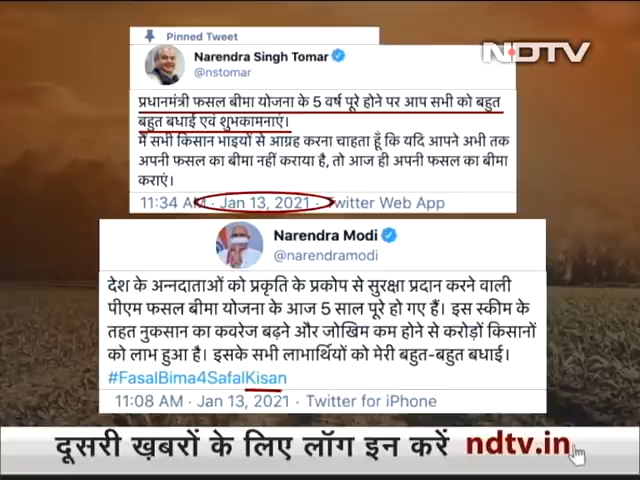 Pinned Tweet
NDTV
Narendra Singh Tomar
@nstomar
प्रधानमंत्री फसल बीमा योजना के 5 वर्ष पूरे होने पर आप सभी को बहुत
बहुत बधाई एवं शुभकामनाएं।
मैं सभी किसान भाइयों से आग्रह करना चाहता हूँ कि यदि आपने अभी तक
अपनी फसल का बीमा नहीं कराया है, तो आज ही अपनी फसल का बीमा
कराएं।
11:34 AM · Jan 13, 2021 · Twitter Web App
Narendra Modi
@narendramodi
देश के अन्नदाताओं को प्रकृति के प्रकोप से सुरक्षा प्रदान करने वाली
पीएम फसल बीमा योजना के आज 5 साल पूरे हो गए हैं। इस स्कीम के
तहत नुकसान का कवरेज बढ़ने और जोखिम कम होने से करोड़ों किसानों
को लाभ हुआ है। इसके सभी लाभार्थियों को मेरी बहुत-बहुत बधाई।
#FasalBima4SafalKisan
11:08 AM · Jan 13, 2021 · Twitter for iPhone
दूसरी ख़बरों के लिए लॉग इन करें ndtv.in